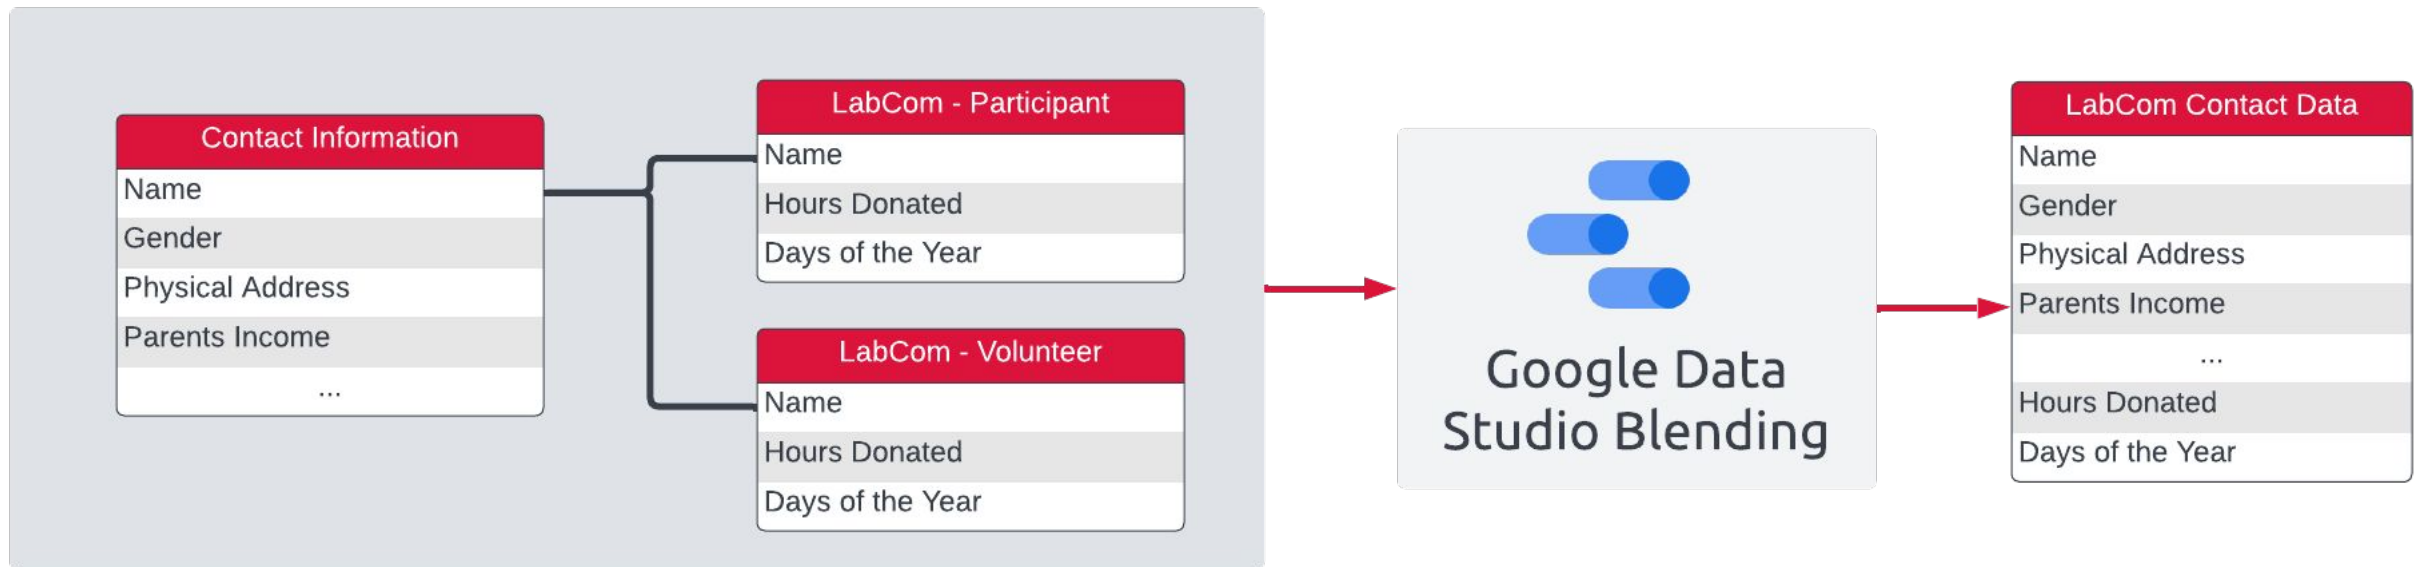 Contact Information
Name
Gender
Physical Address
Parents Income
...
LabCom - Participant
Name
Hours Donated
Days of the Year
LabCom - Volunteer
Name
Hours Donated
Days of the Year
Google Data
Studio Blending
LabCom Contact Data
Name
Gender
Physical Address
Parents Income
...
Hours Donated
Days of the Year